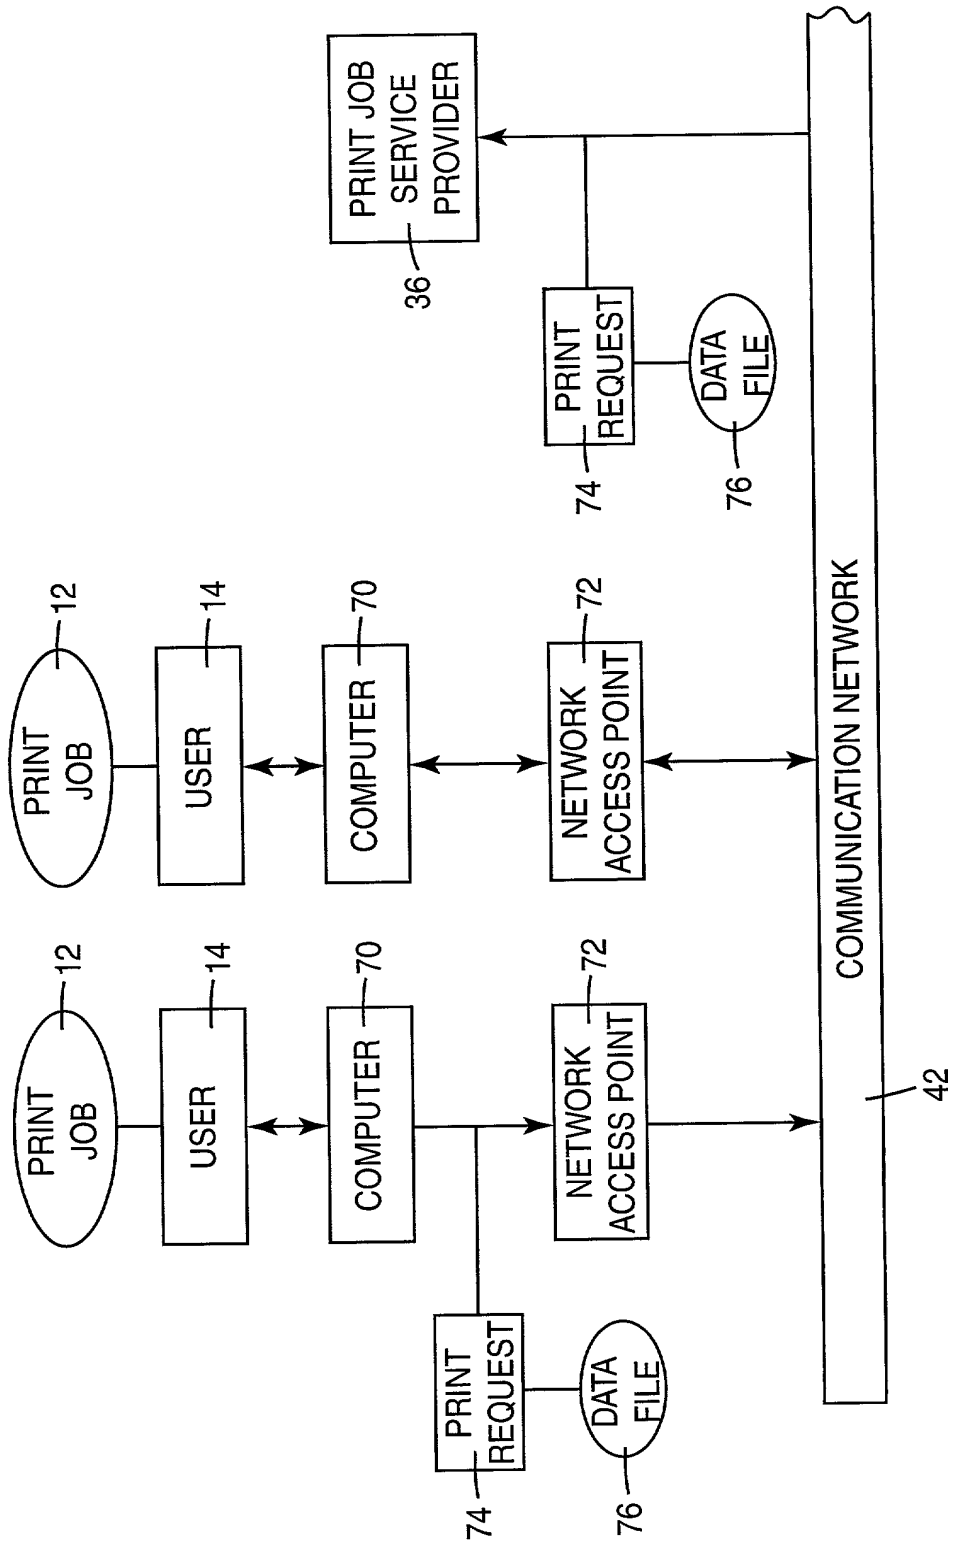 PRINT
JOB
12
USER
14
COMPUTER
70
PRINT
REQUEST
74
DATA
FILE
76
NETWORK
ACCESS POINT
72
PRINT
JOB
12
USER
14
COMPUTER
70
NETWORK
ACCESS POINT
72
PRINT JOB
SERVICE
PROVIDER
36
PRINT
REQUEST
74
DATA
FILE
76
COMMUNICATION NETWORK
42